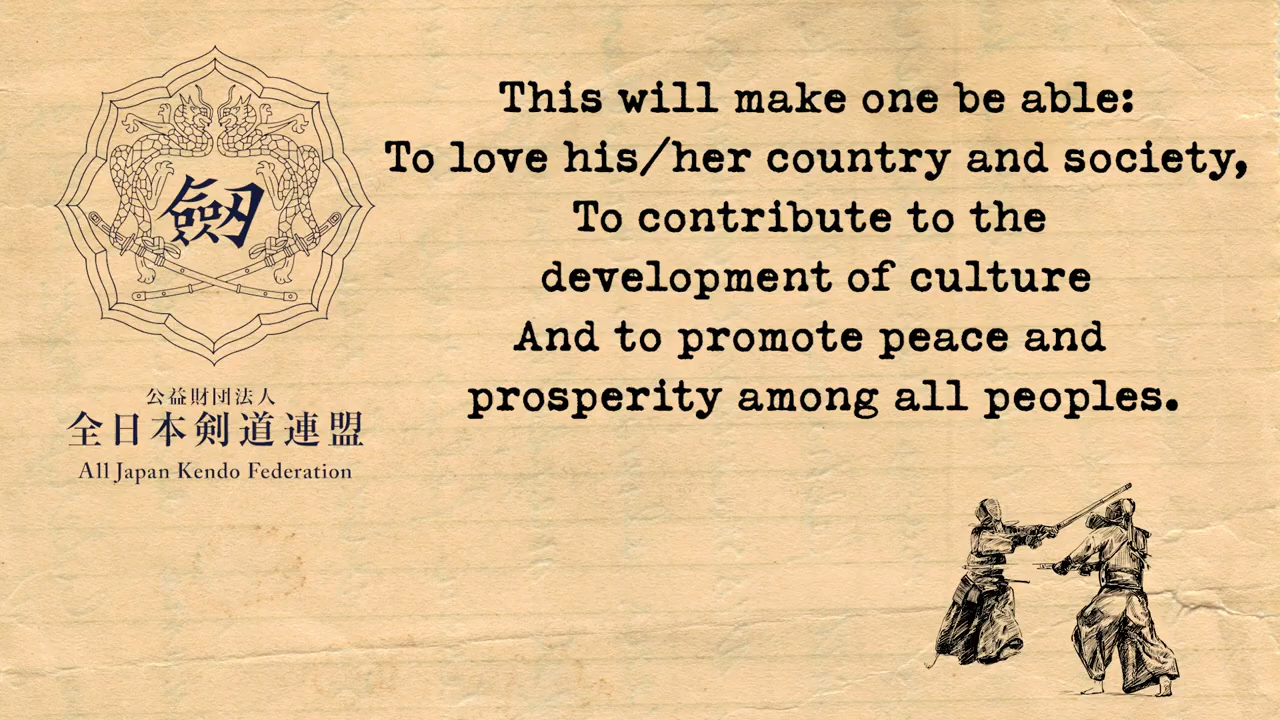 劔
公益財団法人
全日本剣道連盟
All Japan Kendo Federation
This will make one be able:
To love his/her country and society,
To contribute to the
development of culture
And to promote peace and
prosperity among all peoples.